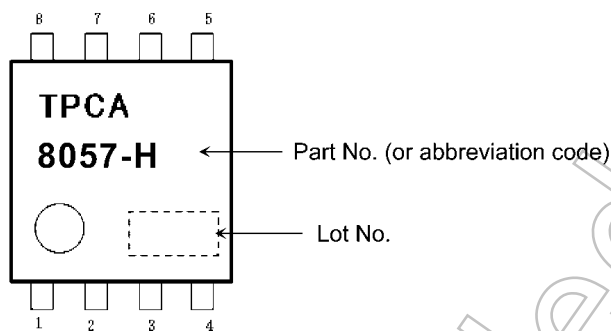 8 7 6 5
TPCA
8057-H
Part No. (or abbreviation code)
Lot No.
1 2 3 4